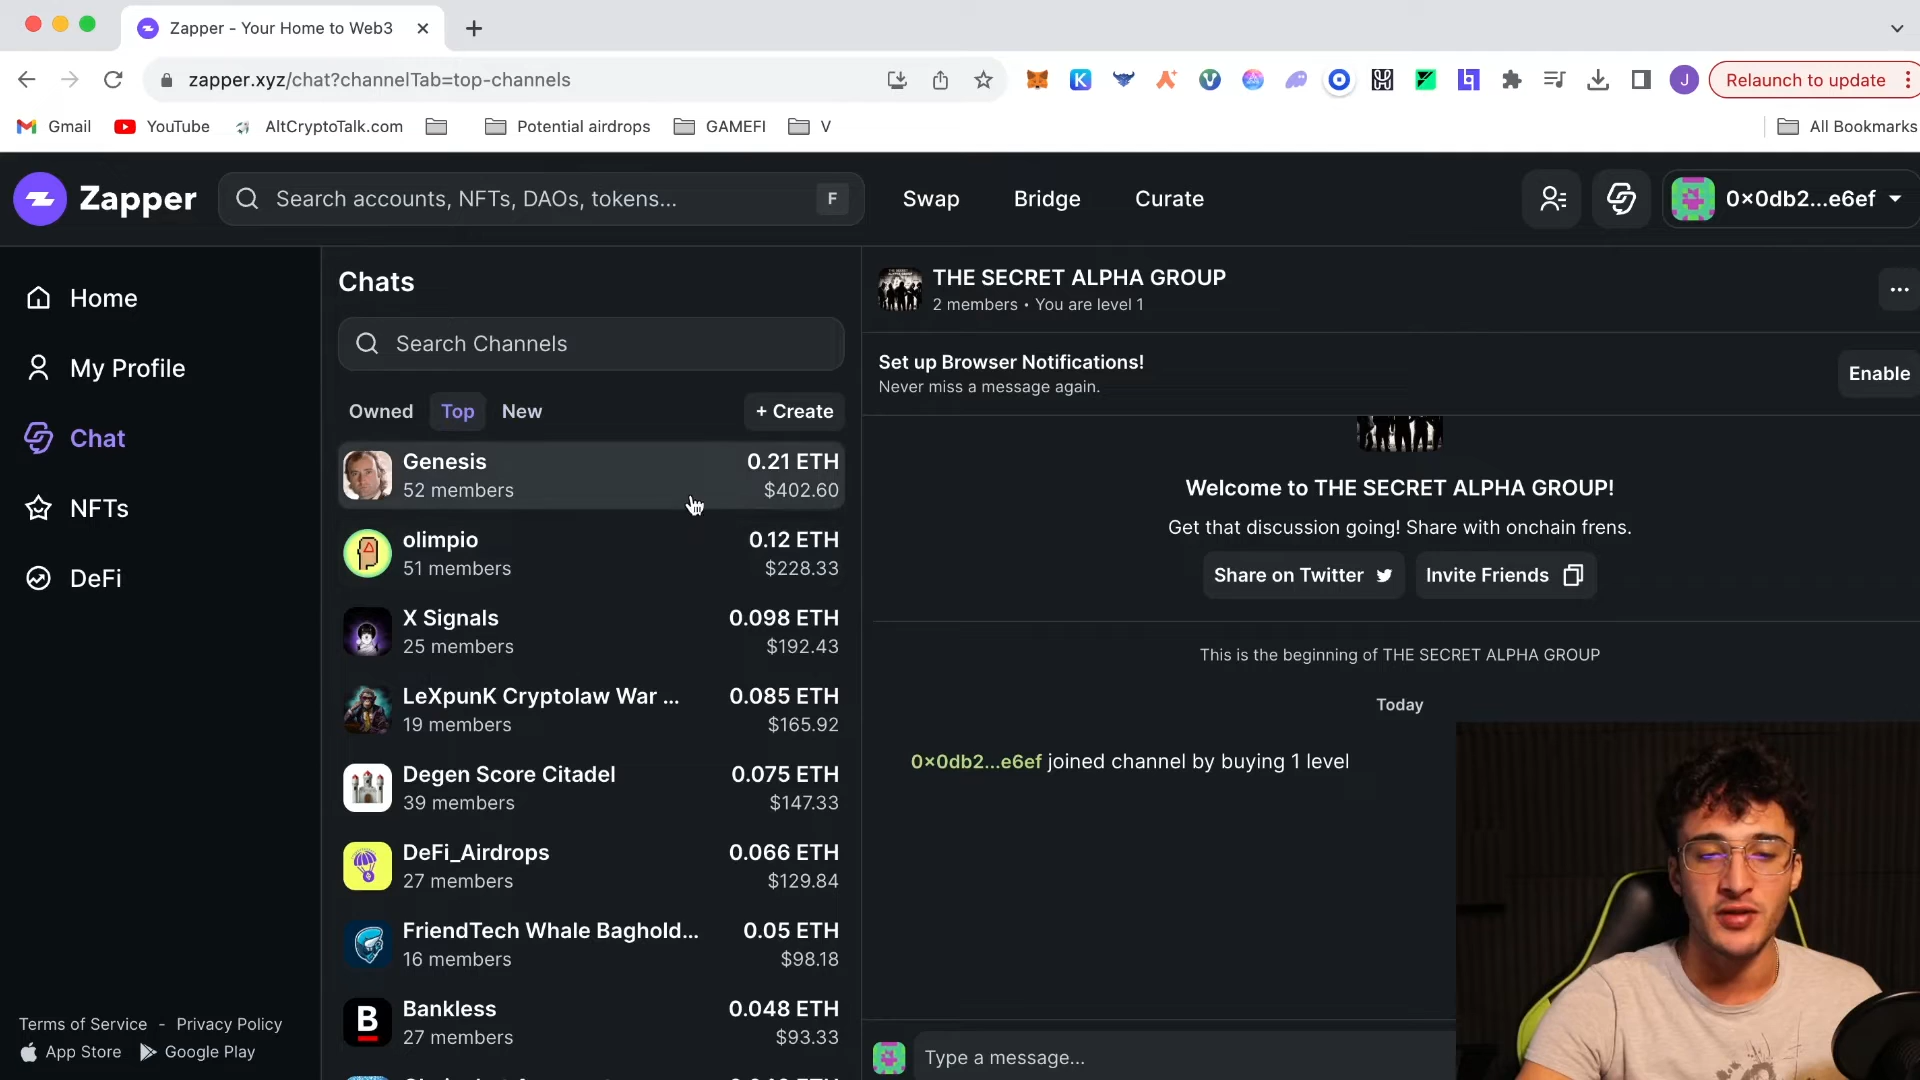 Zapper - Your Home to Web3
zapper.xyz/chat?channelTab=top-channels
J
Relaunch to update
Gmail
YouTube
AltCryptoTalk.com
Potential airdrops
GAMEFI
V
All Bookmarks
Zapper
Search accounts, NFTs, DAOs, tokens...
F
Swap
Bridge
Curate
0×0db2...e6ef
Home
My Profile
Chat
NFTs
DeFi
Terms of Service - Privacy Policy
App Store
Google Play
Chats
Search Channels
Owned
Top
New
+ Create
Genesis 0.21 ETH
52 members $402.60
olimpio 0.12 ETH
51 members $228.33
X Signals 0.098 ETH
25 members $192.43
LeXpunK Cryptolaw War ... 0.085 ETH
19 members $165.92
Degen Score Citadel 0.075 ETH
39 members $147.33
DeFi_Airdrops 0.066 ETH
27 members $129.84
FriendTech Whale Baghold... 0.05 ETH
16 members $98.18
B
Bankless 0.048 ETH
27 members $93.33
THE SECRET ALPHA GROUP
2 members • You are level 1
Set up Browser Notifications!
Never miss a message again.
Enable
Welcome to THE SECRET ALPHA GROUP!
Get that discussion going! Share with onchain frens.
Share on Twitter
Invite Friends
This is the beginning of THE SECRET ALPHA GROUP
Today
0×0db2...e6ef joined channel by buying 1 level
Type a message...